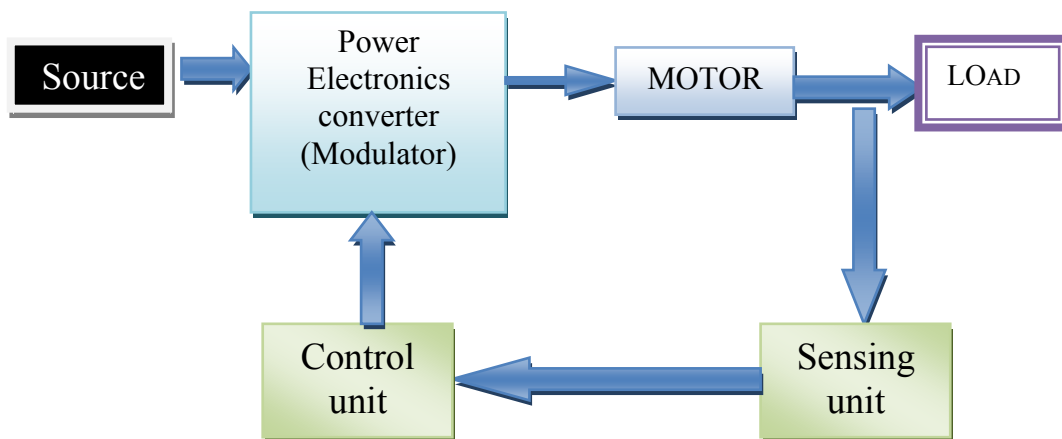 Source
Power
Electronics
converter
(Modulator)
MOTOR
LOAD
Control
unit
Sensing
unit